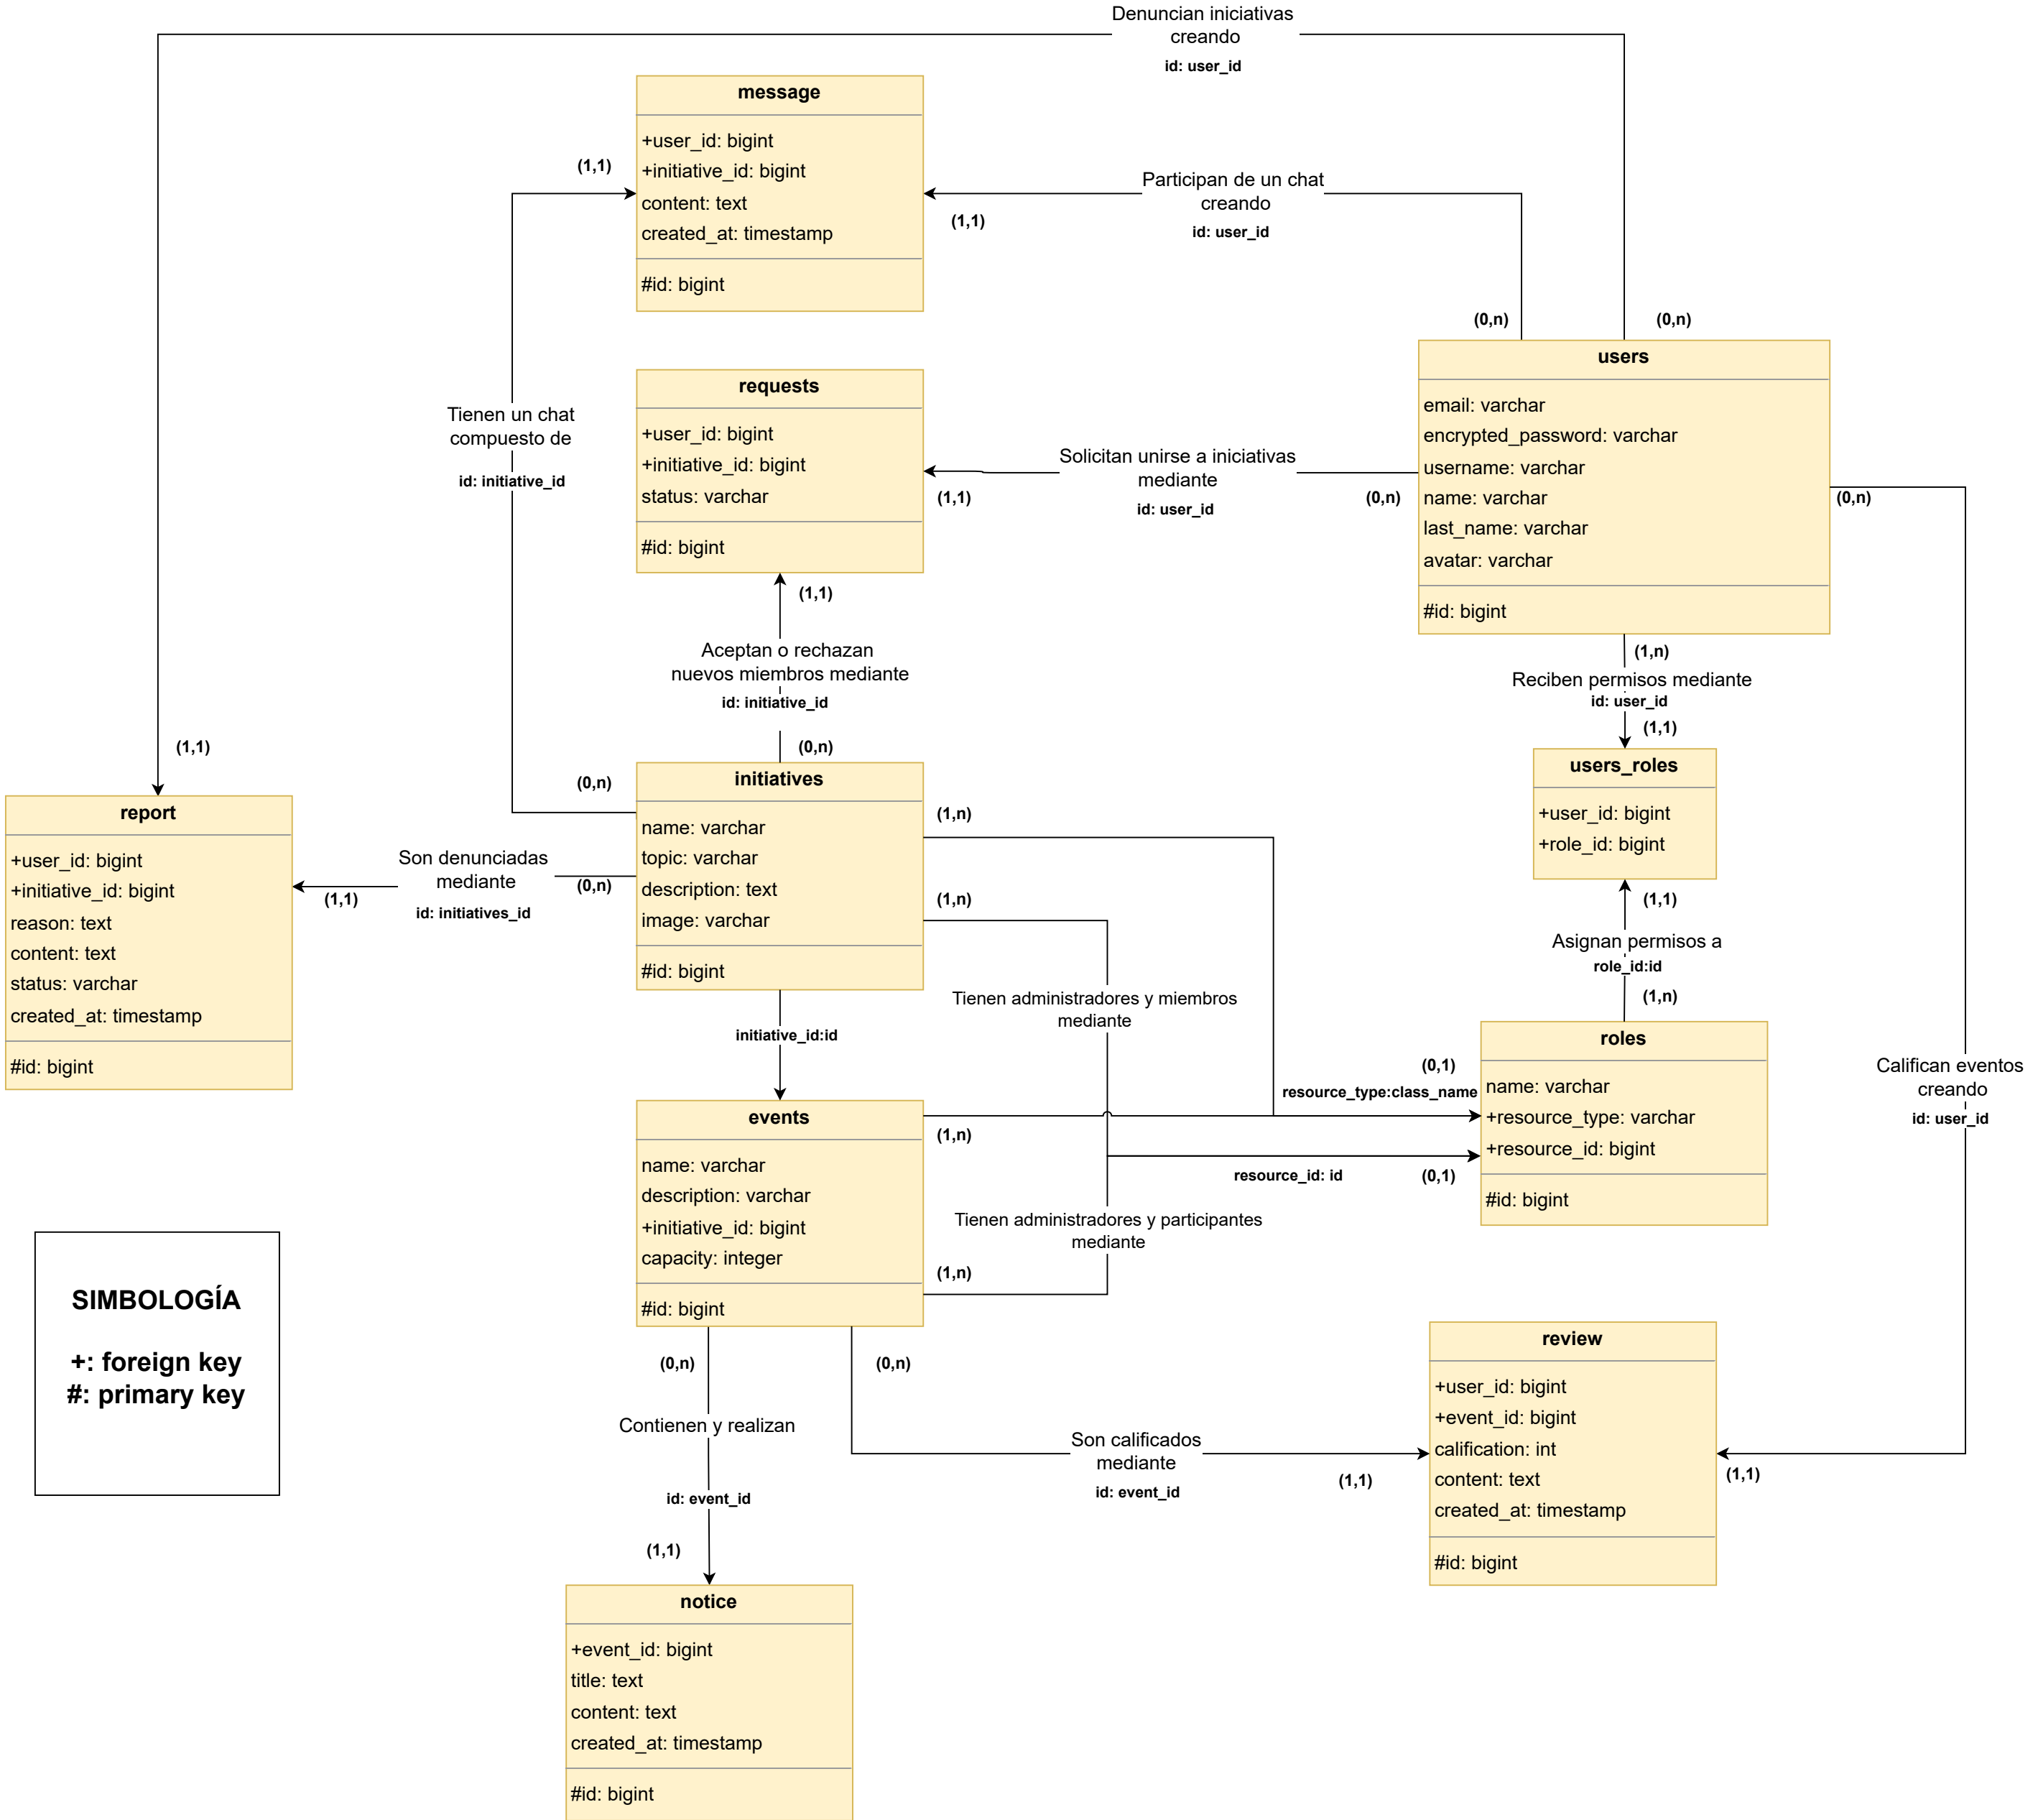 Denuncian iniciativas
creando
id: user_id
message
+user_id: bigint
+initiative_id: bigint
content: text
created_at: timestamp
#id: bigint
(1,1)
Participan de un chat
creando
id: user_id
(1,1)
(0,n)
(0,n)
users
email: varchar
encrypted_password: varchar
username: varchar
name: varchar
last_name: varchar
avatar: varchar
#id: bigint
requests
+user_id: bigint
+initiative_id: bigint
status: varchar
#id: bigint
Solicitan unirse a iniciativas
mediante
id: user_id
(1,1)
(0,n)
(0,n)
Tienen un chat
compuesto de
id: initiative_id
(1,1)
Aceptan o rechazan
nuevos miembros mediante
id: initiative_id
(0,n)
(1,n)
Reciben permisos mediante
id: user_id
(1,1)
users_roles
+user_id: bigint
+role_id: bigint
(1,1)
Asignan permisos a
role_id:id
(1,n)
(1,1)
report
+user_id: bigint
+initiative_id: bigint
reason: text
content: text
status: varchar
created_at: timestamp
#id: bigint
(1,1)
Son denunciadas
mediante
id: initiatives_id
(0,n)
(0,n)
initiatives
name: varchar
topic: varchar
description: text
image: varchar
#id: bigint
(1,n)
(1,n)
Tienen administradores y miembros
mediante
initiative_id:id
roles
name: varchar
+resource_type: varchar
+resource_id: bigint
#id: bigint
(0,1)
resource_type:class_name
resource_id: id
(0,1)
Califican eventos
creando
id: user_id
events
name: varchar
description: varchar
+initiative_id: bigint
capacity: integer
#id: bigint
(1,n)
Tienen administradores y participantes
mediante
(1,n)
SIMBOLOGÍA
+: foreign key
#: primary key
(0,n)
(0,n)
Contienen y realizan
id: event_id
(1,1)
Son calificados
mediante
id: event_id
(1,1)
review
+user_id: bigint
+event_id: bigint
calification: int
content: text
created_at: timestamp
#id: bigint
(1,1)
notice
+event_id: bigint
title: text
content: text
created_at: timestamp
#id: bigint